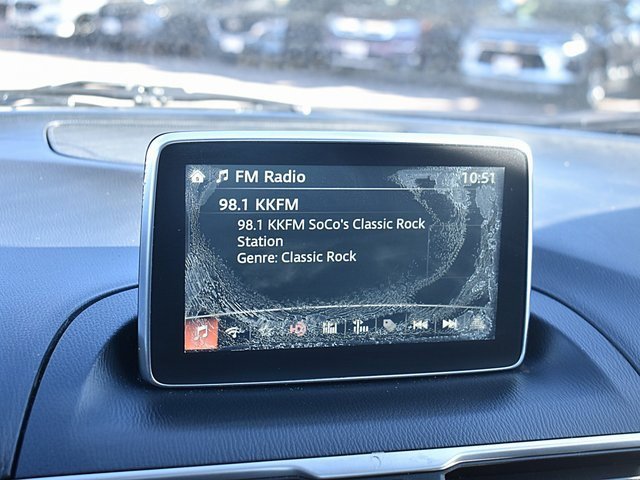 FM Radio 10:51
98.1 KKFM
98.1 KKFM SoCo's Classic Rock
Station
Genre: Classic Rock